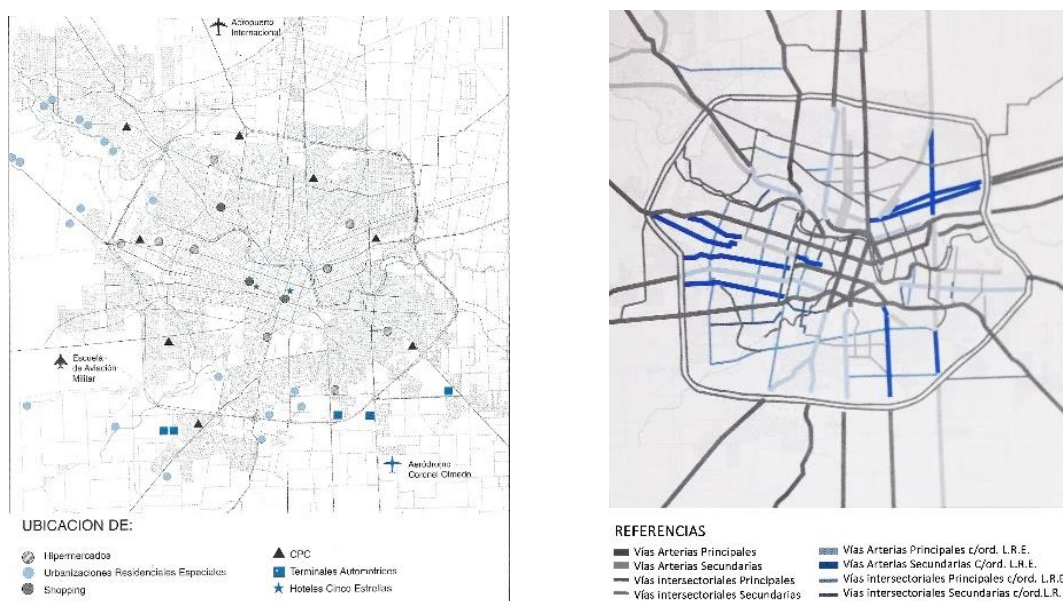 Aeropuerto
Internacional
Escuela
de Aviación
Militar
Aeródromo
Coronel Olmedo
UBICACION DE:
Hipermercados
Urbanizaciones Residenciales Especiales
Shopping
CPC
Terminales Automotrices
Hoteles Cinco Estrellas
REFERENCIAS
Vías Arterias Principales
Vías Arterias Secundarias
Vías intersectoriales Principales
Vías intersectoriales Secundarias
Vías Arterias Principales c/ord. L.R.E.
Vías Arterias Secundarias C/ord. L.R.E.
Vías intersectoriales Principales c/ord.
Vías intersectoriales Secundarias c/ord.L.R.